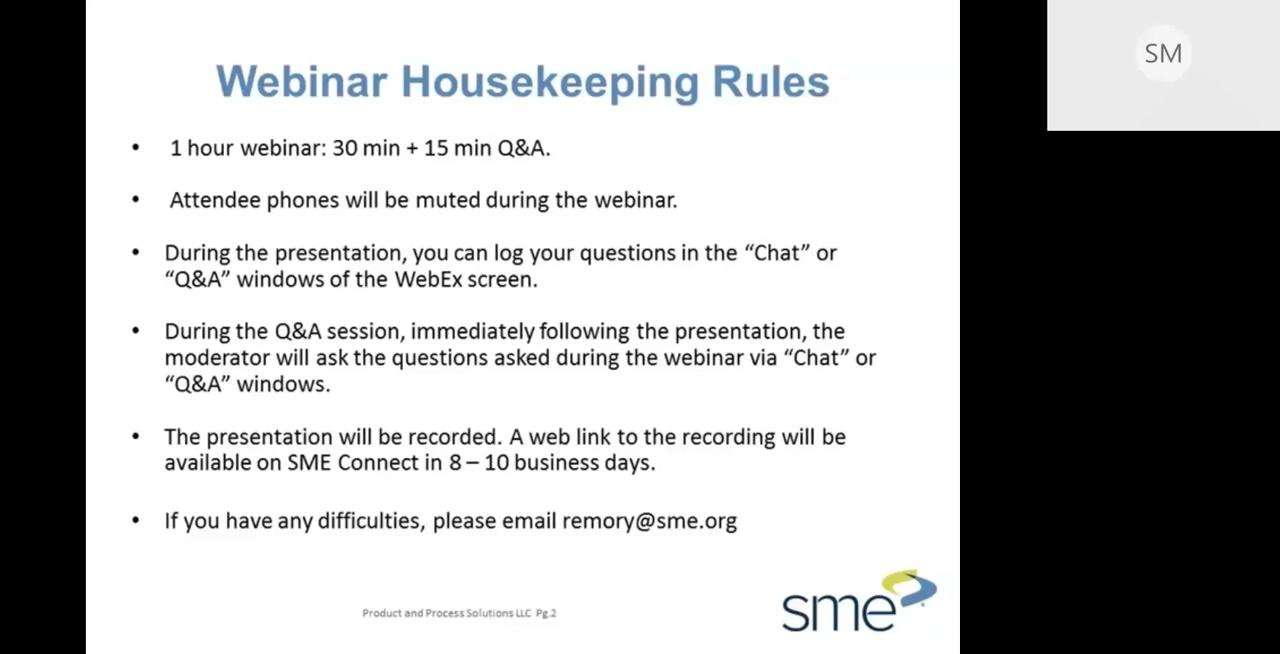 Webinar Housekeeping Rules
SM
• 1 hour webinar: 30 min + 15 min Q&A.
• Attendee phones will be muted during the webinar.
• During the presentation, you can log your questions in the “Chat” or
“Q&A” windows of the WebEx screen.
• During the Q&A session, immediately following the presentation, the
moderator will ask the questions asked during the webinar via “Chat” or
“Q&A” windows.
• The presentation will be recorded. A web link to the recording will be
available on SME Connect in 8 – 10 business days.
• If you have any difficulties, please email remory@sme.org
Product and Process Solutions LLC Pg.2
sme